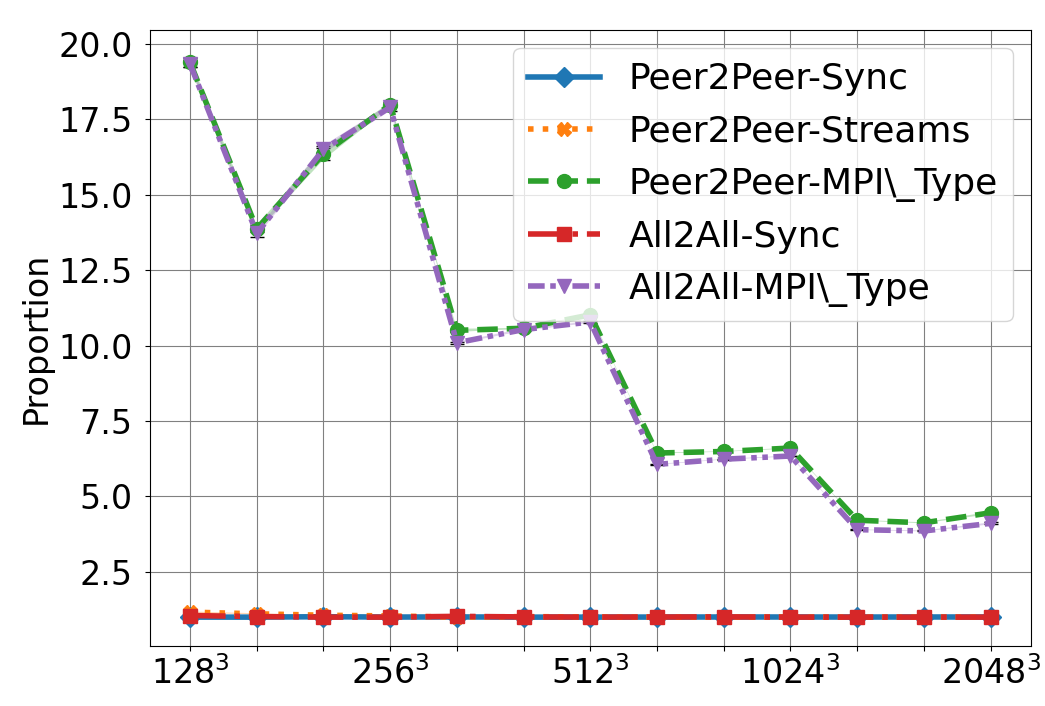 20.0
17.5
15.0
12.5
10.0
7.5
5.0
2.5
Proportion
Peer2Peer-Sync
Peer2Peer-Streams
Peer2Peer-MPI\_Type
All2All-Sync
All2All-MPI\_Type
128³ 256³ 512³ 1024³ 2048³